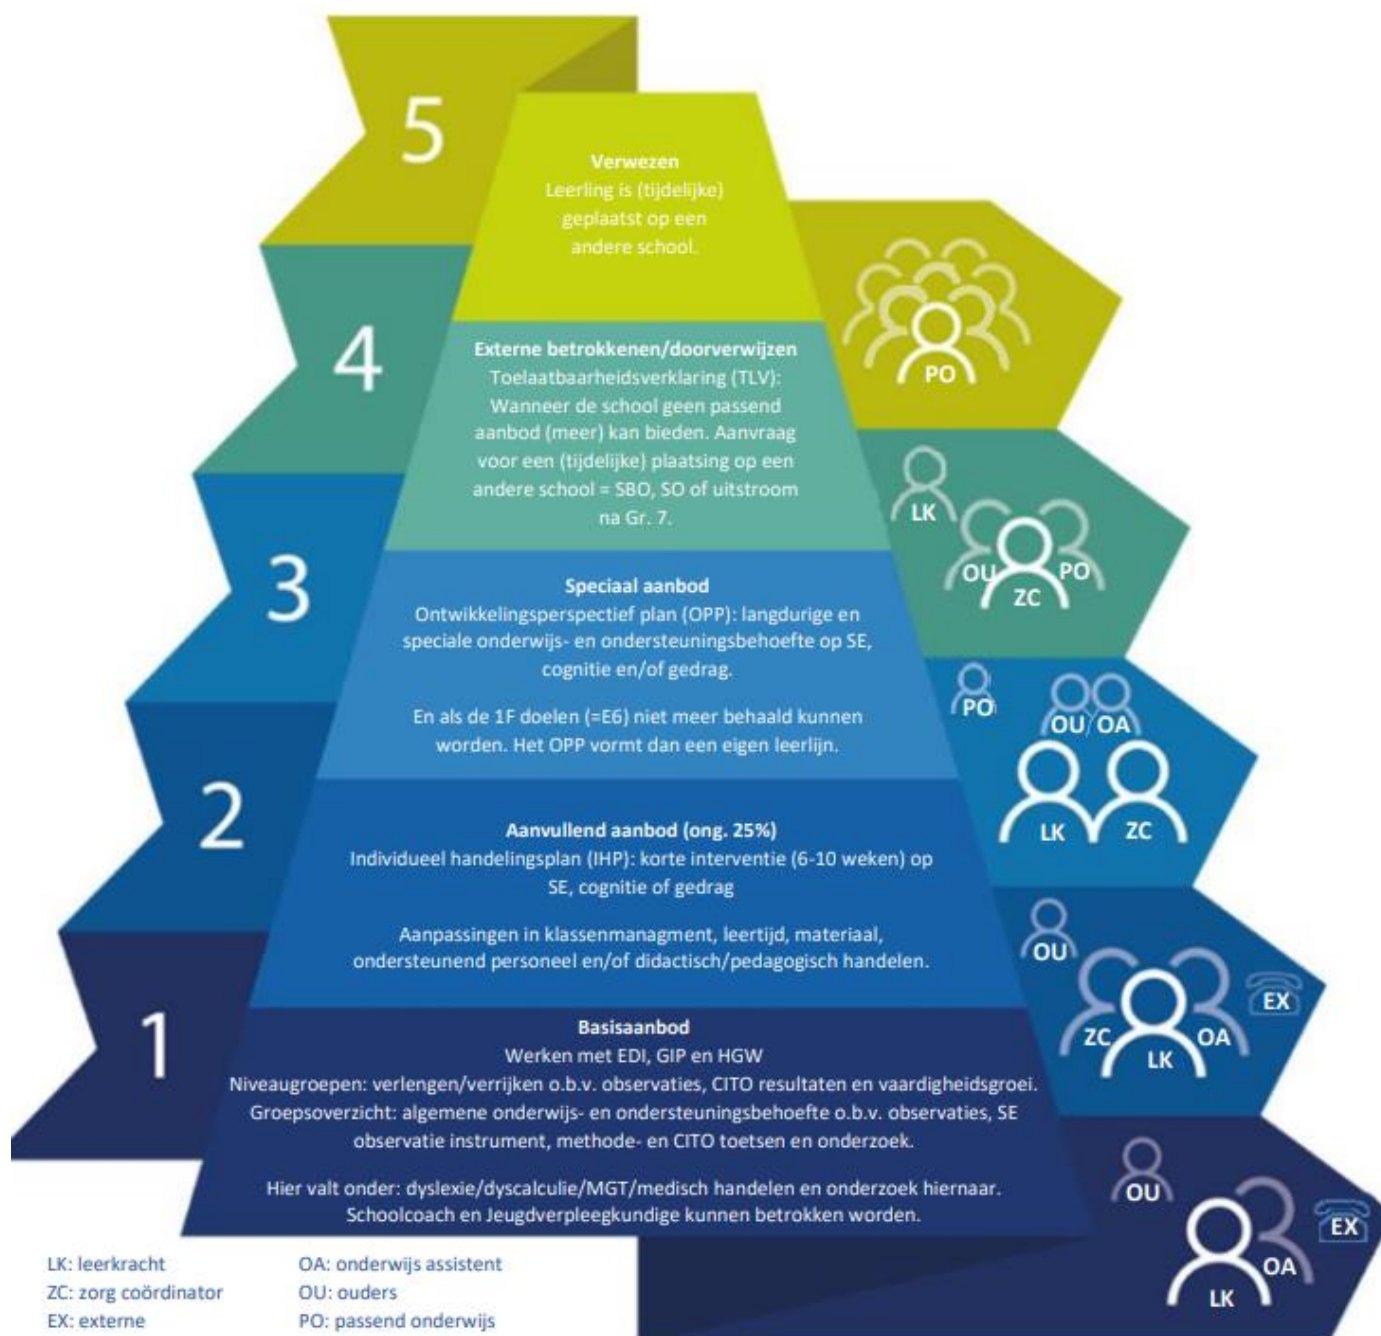 5
Verwezen
Leerling is (tijdelijke)
geplaatst op een
andere school.
PO
4
Externe betrokkenen/doorverwijzen
Toelaatbaarheidsverklaring (TLV):
Wanneer de school geen passend
aanbod (meer) kan bieden. Aanvraag
voor een (tijdelijke) plaatsing op een
andere school = SBO, SO of uitstroom
na Gr. 7.
LK
OU
PO
ZC
3
Speciaal aanbod
Ontwikkelingsperspectief plan (OPP): langdurige en
speciale onderwijs- en ondersteuningsbehoefte op SE,
cognitie en/of gedrag.
En als de 1F doelen (=E6) niet meer behaald kunnen
worden. Het OPP vormt dan een eigen leerlijn.
PO
OU/OA
LK
ZC
2
Aanvullend aanbod (ong. 25%)
Individueel handelingsplan (IHP): korte interventie (6-10 weken) op
SE, cognitie of gedrag
Aanpassingen in klassenmanagment, leertijd, materiaal,
ondersteunend personeel en/of didactisch/pedagogisch handelen.
OU
EX
ZC
OA
LK
1
Basisaanbod
Werken met EDI, GIP en HGW
Niveaugroepen: verlengen/verrijken o.b.v. observaties, CITO resultaten en vaardigheidsgroei.
Groepsoverzicht: algemene onderwijs- en ondersteuningsbehoefte o.b.v. observaties, SE
observatie instrument, methode- en CITO toetsen en onderzoek.
Hier valt onder: dyslexie/dyscalculie/MGT/medisch handelen en onderzoek hiernaar.
Schoolcoach en Jeugdverpleegkundige kunnen betrokken worden.
OU
EX
OA
LK
LK: leerkracht
ZC: zorg coördinator
EX: externe
OA: onderwijs assistent
OU: ouders
PO: passend onderwijs